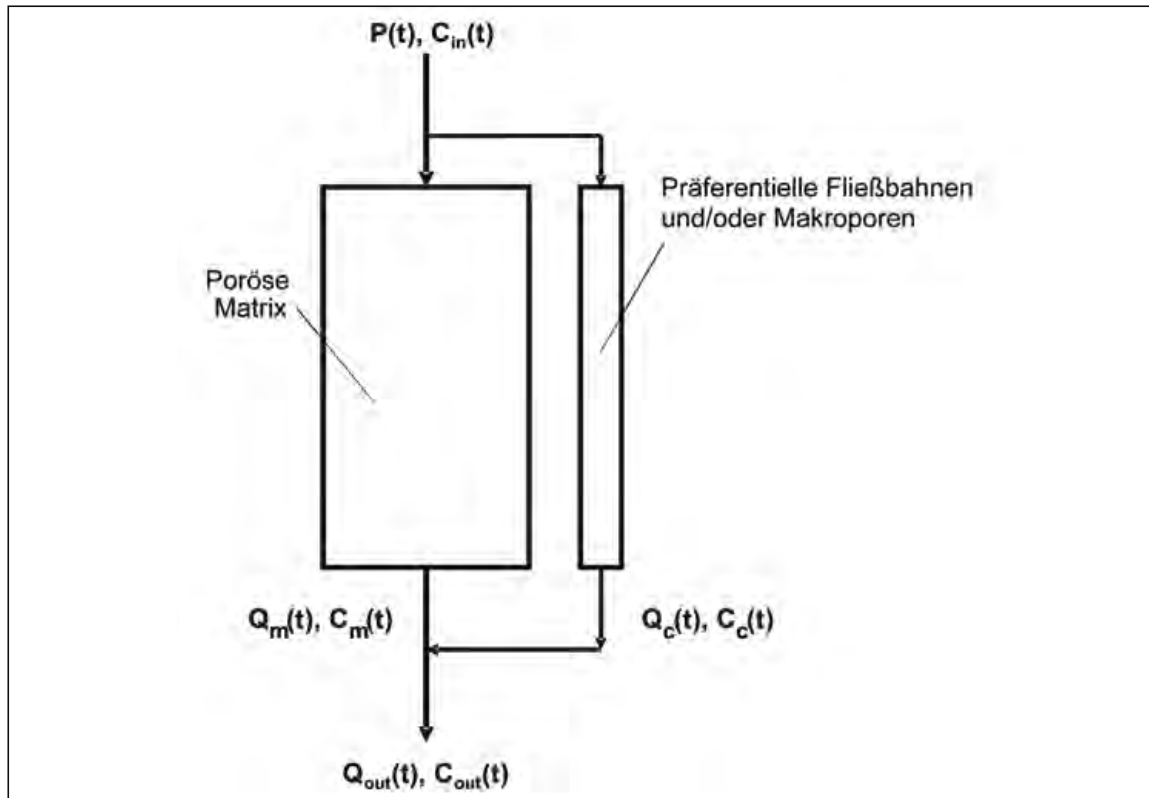 P(t), C_in(t)
Präferentielle Fließbahnen
und/oder Makroporen
Poröse
Matrix
Q_m(t), C_m(t)
Q_c(t), C_c(t)
Q_out(t), C_out(t)